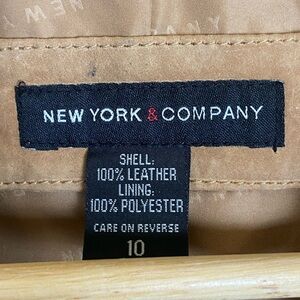 NEW YORK & COMPANY
SHELL:
100% LEATHER
LINING:
100% POLYESTER
CARE ON REVERSE
10